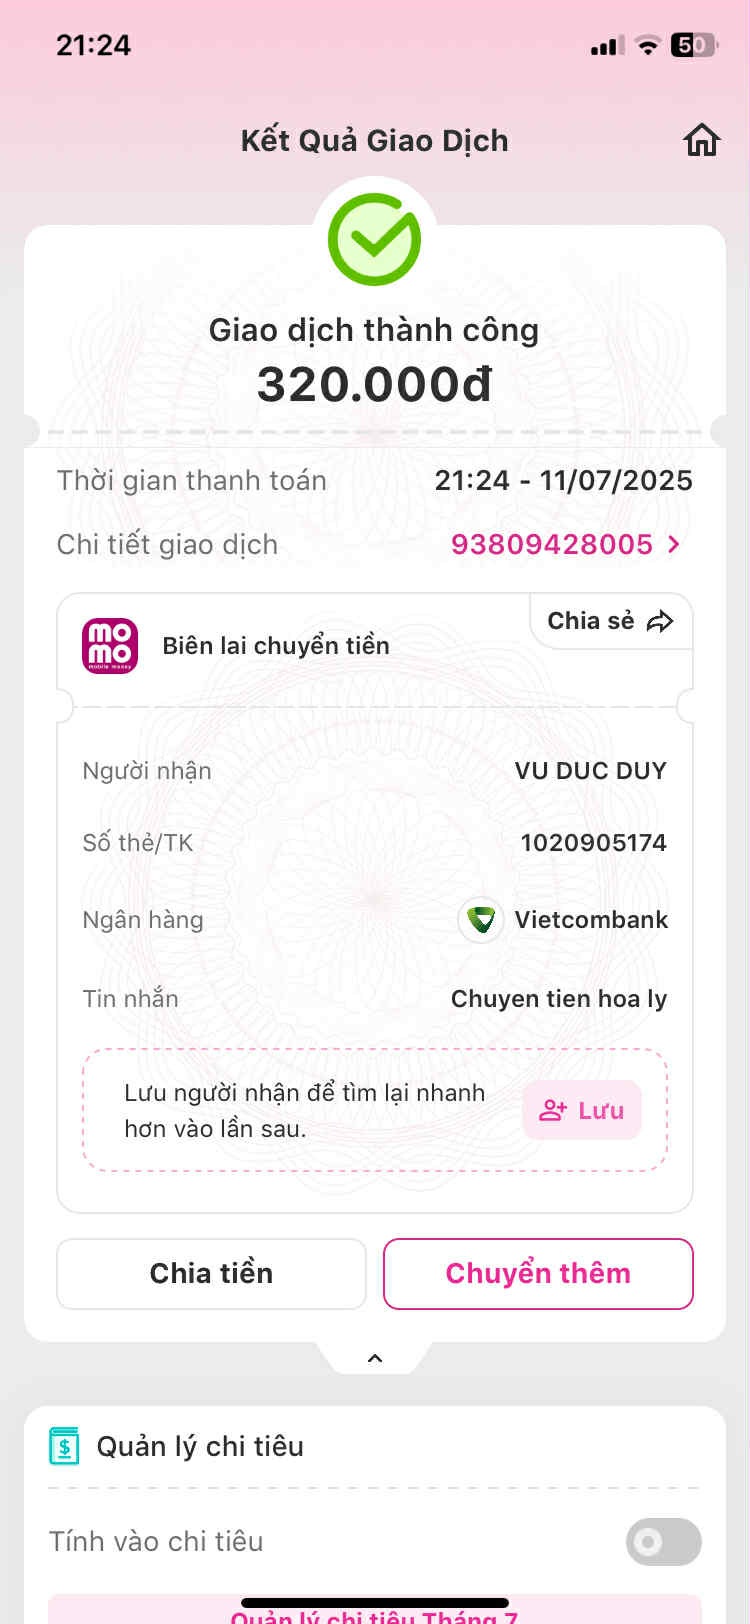 21:24
50
Kết Quả Giao Dịch
Giao dịch thành công
320.000đ
Thời gian thanh toán 21:24 - 11/07/2025
Chi tiết giao dịch 93809428005
Chia sẻ
mo
mo
mobile money
Biên lai chuyển tiền
Người nhận VU DUC DUY
Số thẻ/TK 1020905174
Ngân hàng Vietcombank
Tin nhắn Chuyen tien hoa ly
Lưu người nhận để tìm lại nhanh
hơn vào lần sau.
Lưu
Chia tiền Chuyển thêm
$
Quản lý chi tiêu
Tính vào chi tiêu
Quản lý chi tiêu Tháng 7